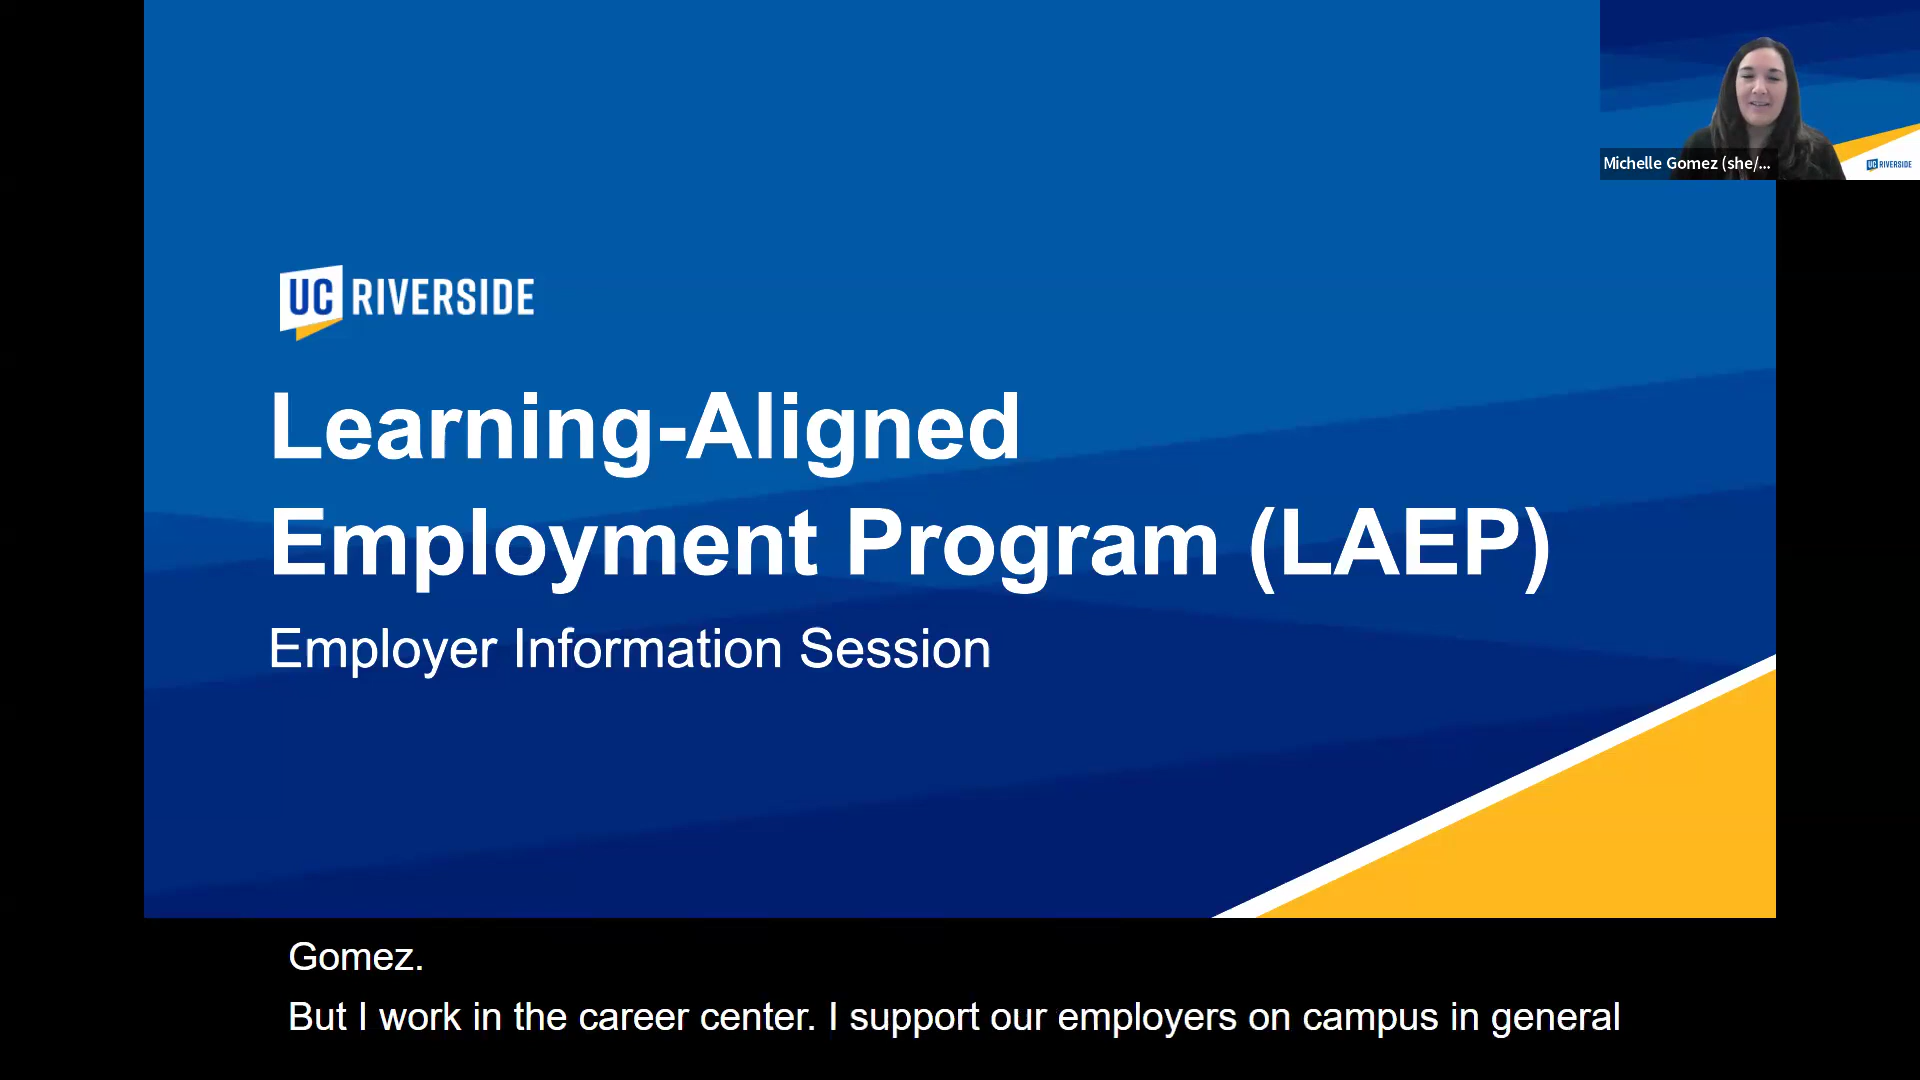 Michelle Gomez (she/...
UC RIVERSIDE
UC RIVERSIDE
Learning-Aligned
Employment Program (LAEP)
Employer Information Session
Gomez.
But I work in the career center. I support our employers on campus in general